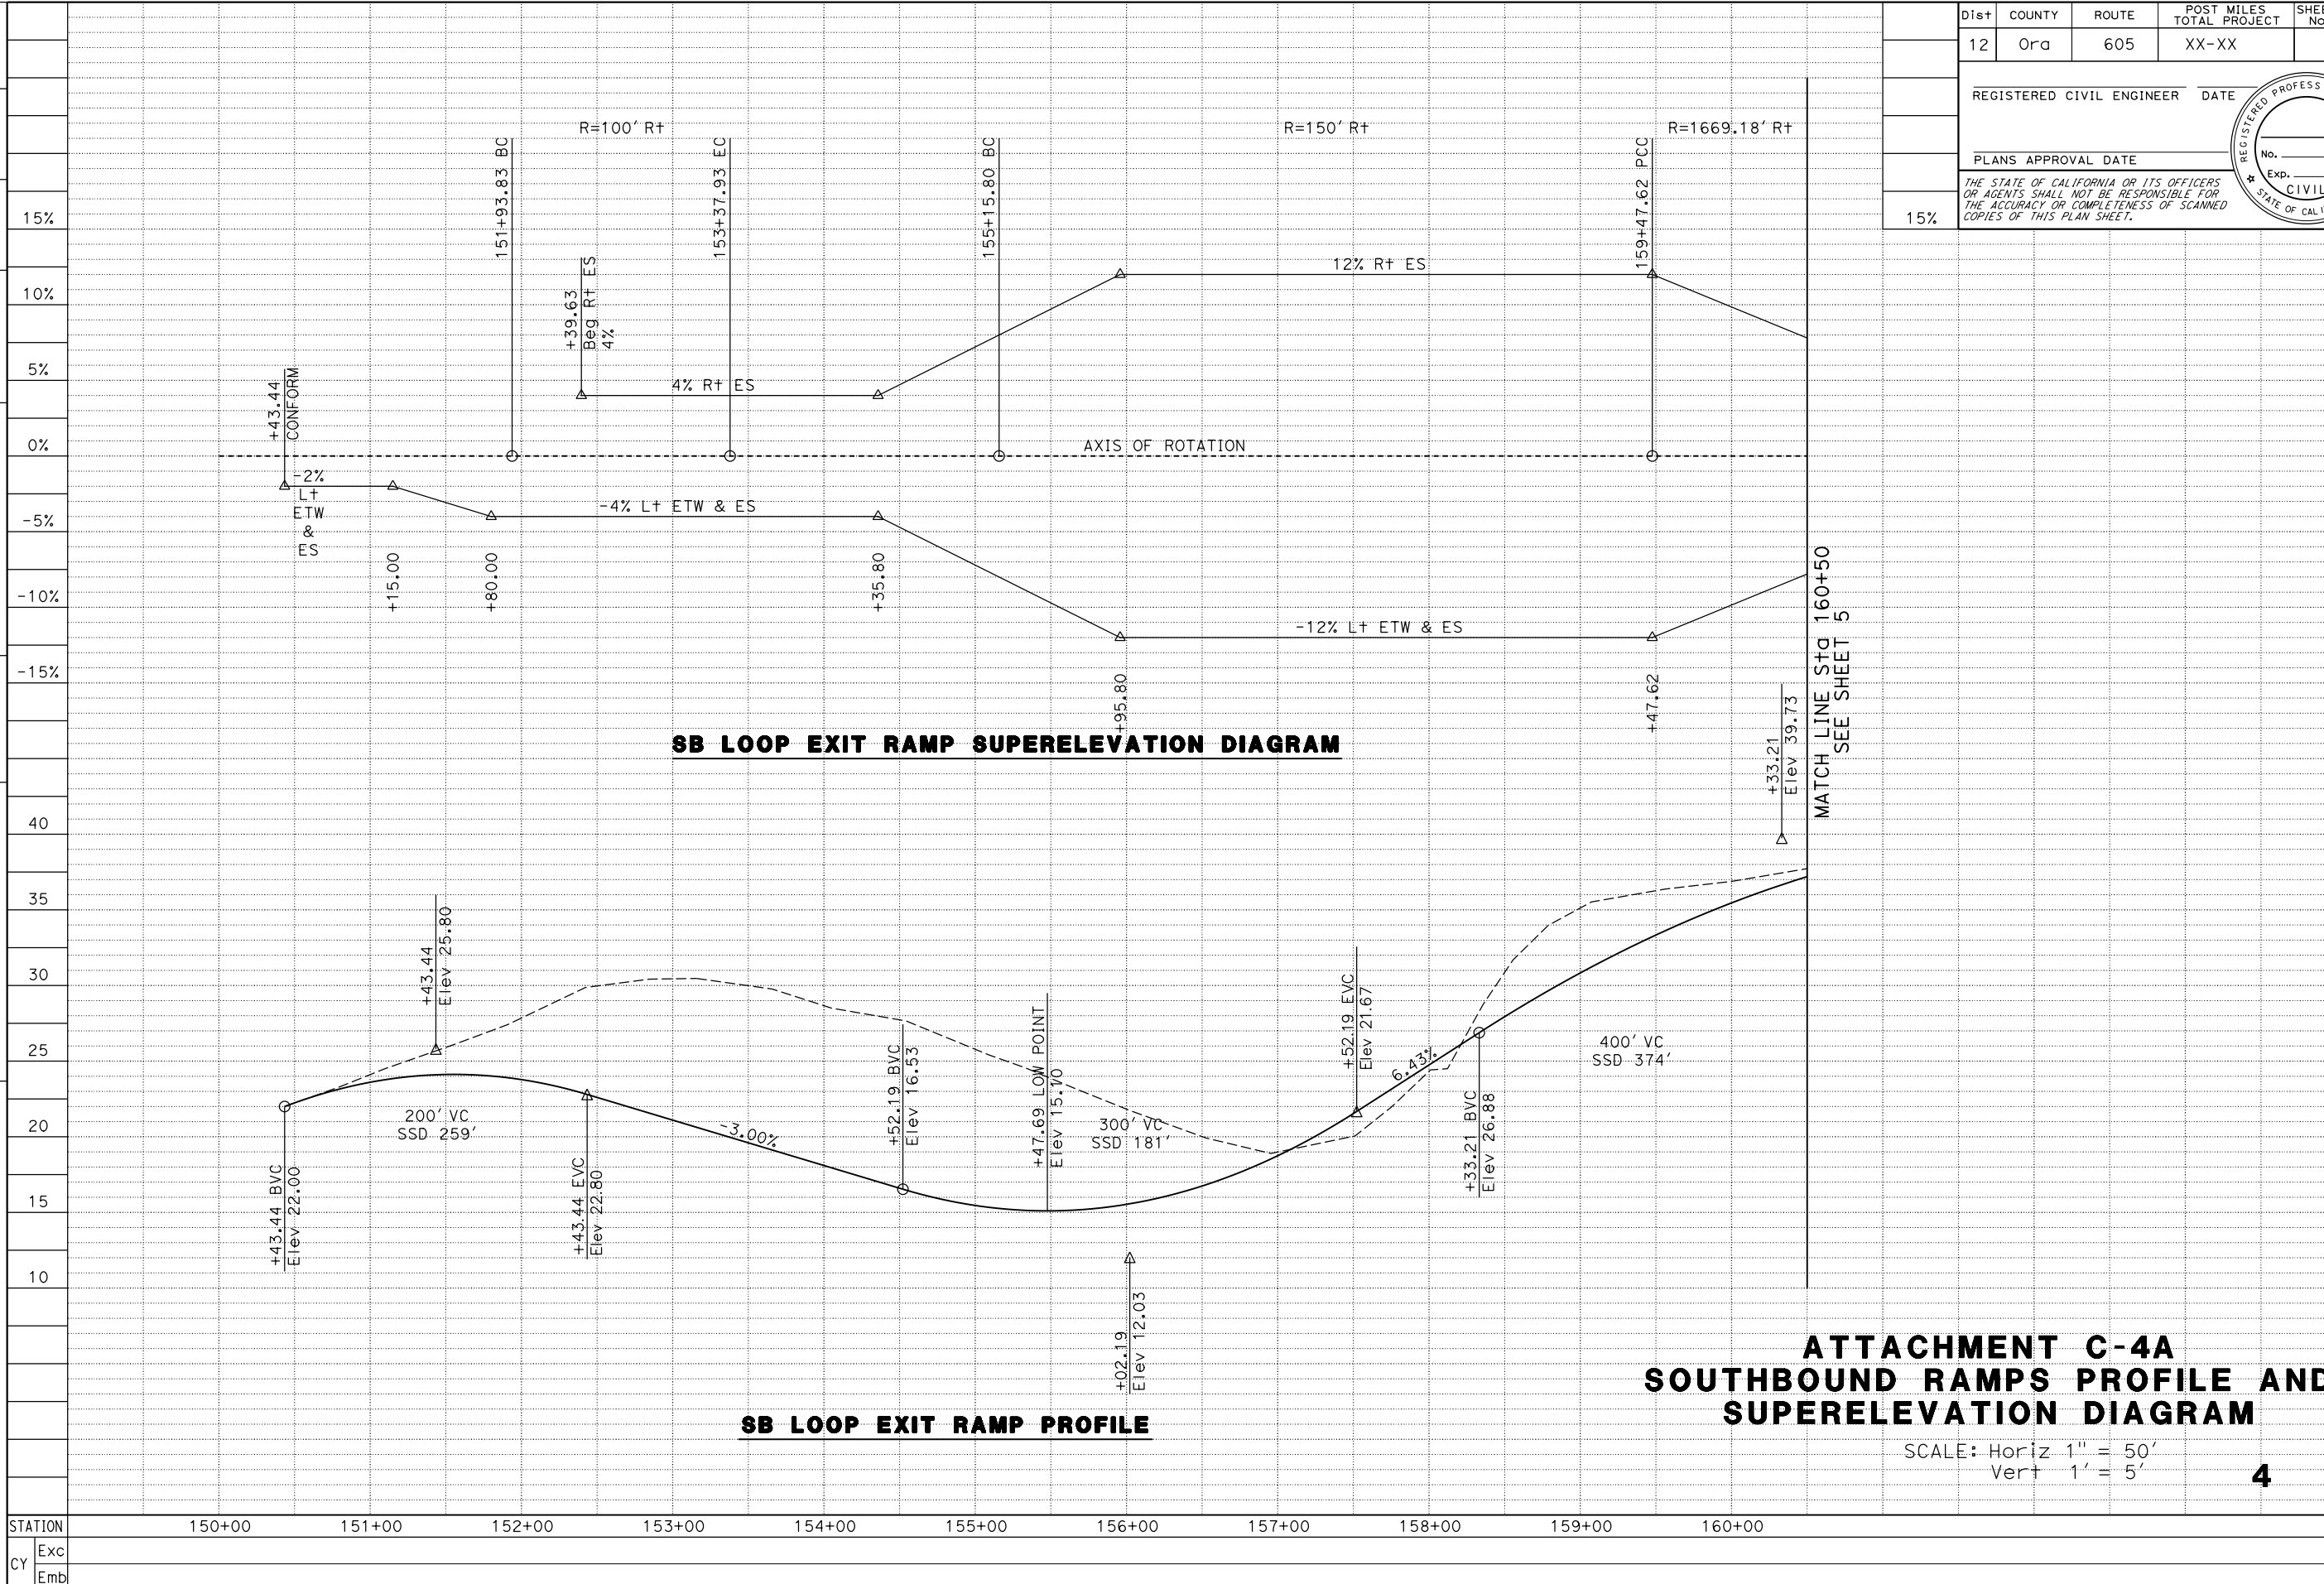 Dist COUNTY ROUTE POST MILES TOTAL PROJECT
12 Ora 605 XX-XX
REGISTERED CIVIL ENGINEER DATE
PLANS APPROVAL DATE
THE STATE OF CALIFORNIA OR ITS OFFICERS
OR AGENTS SHALL NOT BE RESPONSIBLE FOR
THE ACCURACY OR COMPLETENESS OF SCANNED
COPIES OF THIS PLAN SHEET.
REGISTERED PROFESS
No.
Exp.
CIVIL
STATE OF CALI
R=100' Rt
R=150' Rt
R=1669.18' Rt
151+93.83 BC
153+37.93 EC
155+15.80 BC
159+47.62 PCC
15%
10%
5%
0%
-5%
-10%
-15%
15%
+39.63
Beg Rt ES
4%
12% Rt ES
4% Rt ES
+43.44
CONFORM
AXIS OF ROTATION
-2%
Lt
ETW
&
ES
-4% Lt ETW & ES
+15.00
+80.00
+35.80
-12% Lt ETW & ES
+95.80
+47.62
MATCH LINE Sta 160+50
SEE SHEET 5
SB LOOP EXIT RAMP SUPERELEVATION DIAGRAM
+33.21
Elev 39.73
40
35
30
25
20
15
10
+43.44
Elev 25.80
200' VC
SSD 259'
+43.44 BVC
Elev 22.00
+43.44 EVC
Elev 22.80
-3.00%
+52.19 BVC
Elev 16.53
+47.69 LOW POINT
Elev 15.10
300' VC
SSD 181'
+52.19 EVC
Elev 21.67
6.43%
+33.21 BVC
Elev 26.88
400' VC
SSD 374'
+02.19
Elev 12.03
SB LOOP EXIT RAMP PROFILE
ATTACHMENT C-4A
SOUTHBOUND RAMPS PROFILE AND
SUPERELEVATION DIAGRAM
SCALE: Horiz 1" = 50'
Vert 1' = 5'
4
STATION 150+00 151+00 152+00 153+00 154+00 155+00 156+00 157+00 158+00 159+00 160+00
CY
Exc
Emb